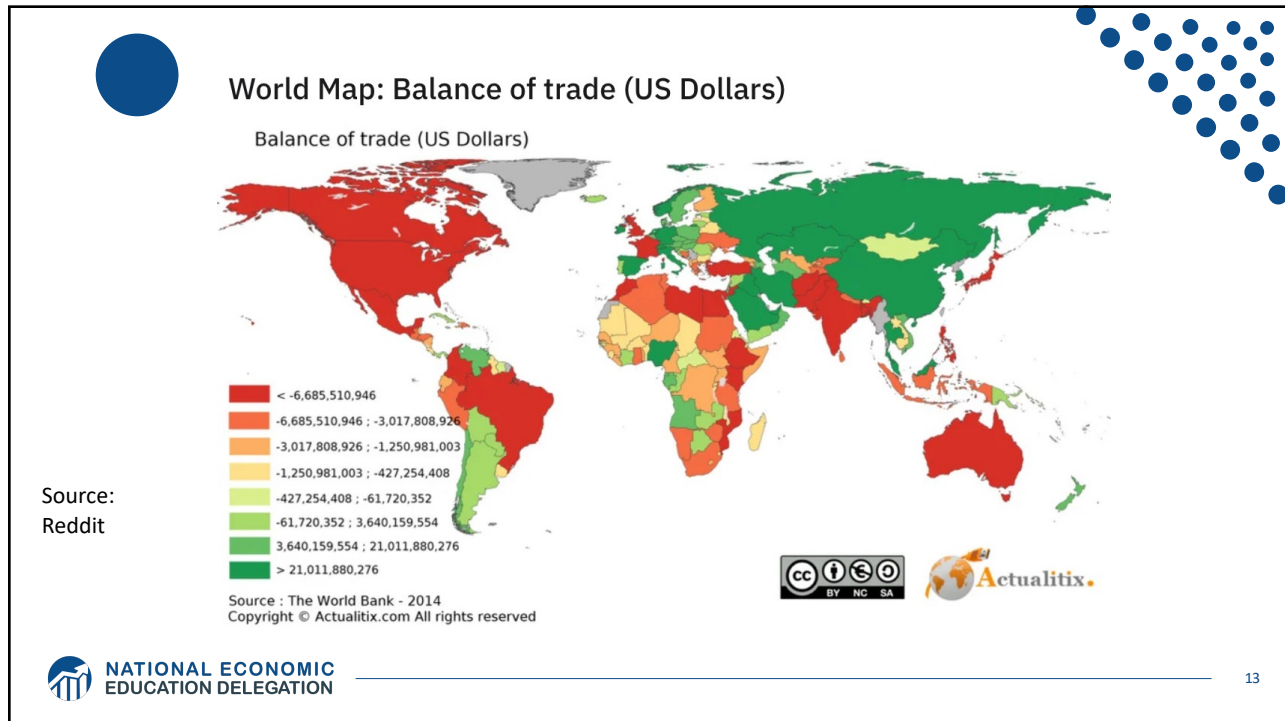 World Map: Balance of trade (US Dollars)
Balance of trade (US Dollars)
< -6,685,510,946
-6,685,510,946 ; -3,017,808,926
-3,017,808,926 ; -1,250,981,003
-1,250,981,003 ; -427,254,408
-427,254,408 ; -61,720,352
-61,720,352 ; 3,640,159,554
3,640,159,554 ; 21,011,880,276
> 21,011,880,276
Source:
Reddit
Source : The World Bank - 2014
Copyright © Actualitix.com All rights reserved
cc
BY NC SA
Actualitix.
NATIONAL ECONOMIC
EDUCATION DELEGATION
13